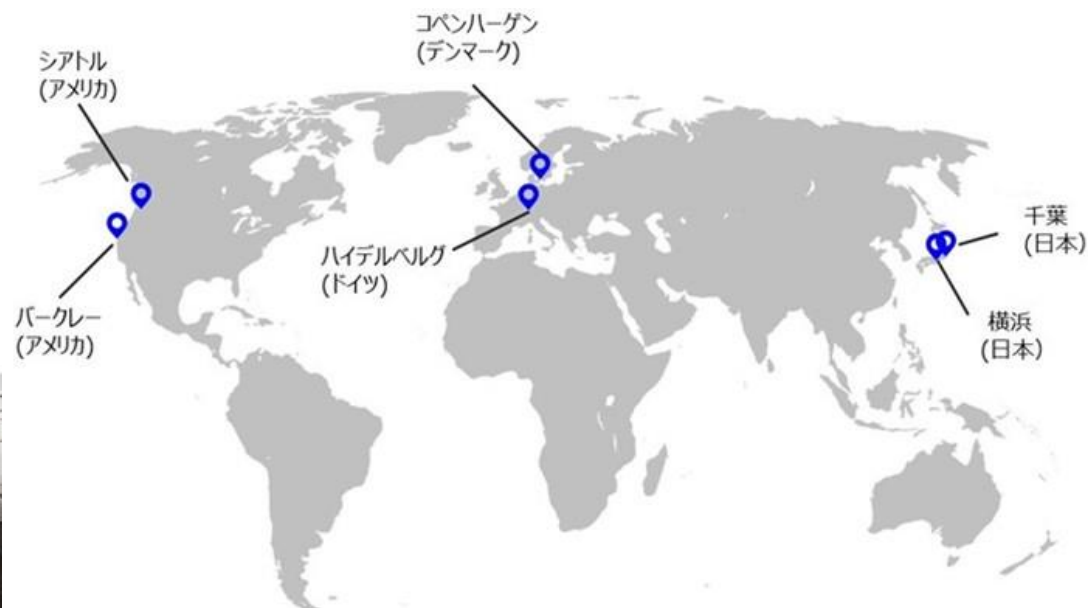 コペンハーゲン
(デンマーク)
シアトル
(アメリカ)
ハイデルベルグ
(ドイツ)
バークレー
(アメリカ)
千葉
(日本)
横浜
(日本)